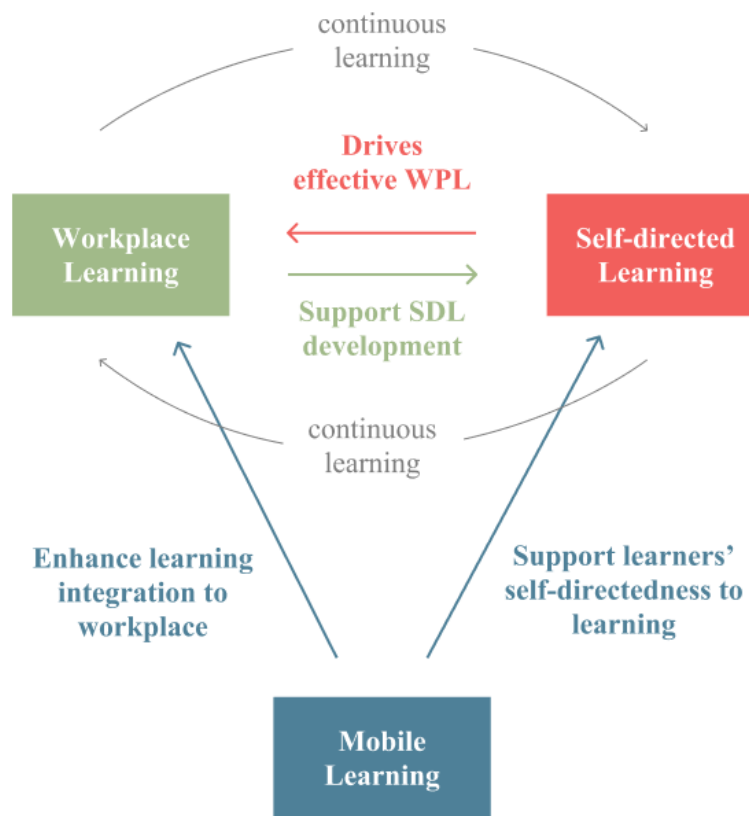 continuous
learning
Drives
effective WPL
Workplace
Learning
Self-directed
Learning
Support SDL
development
continuous
learning
Enhance learning
integration to
workplace
Support learners’
self-directedness to
learning
Mobile
Learning